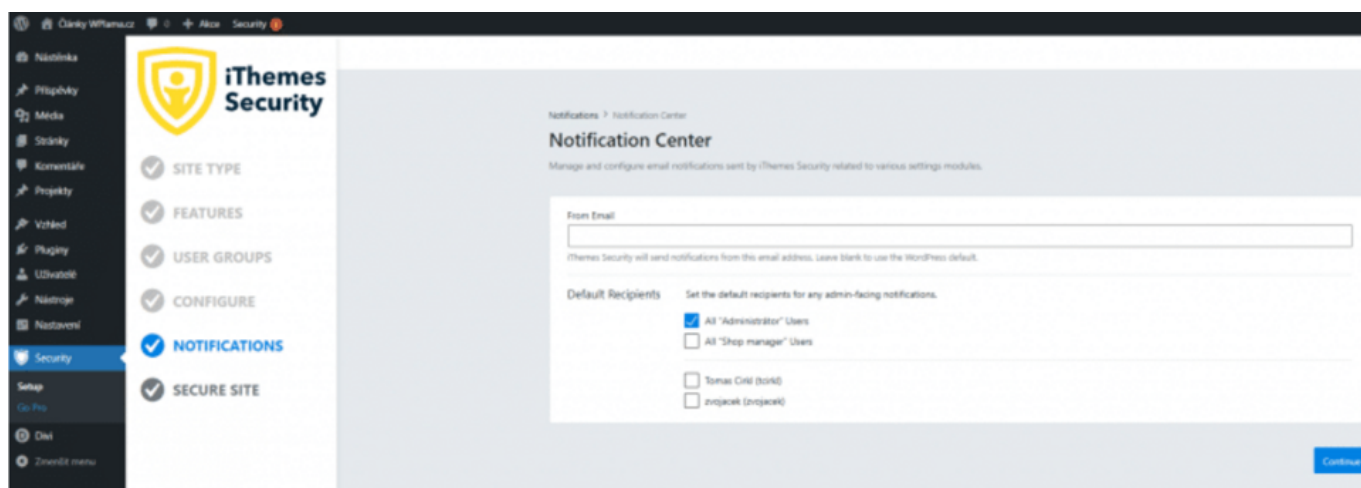 Články WPlama.cz 0 Akce Security
Nástěnka
Příspěvky
Média
Stránky
Komentáře
Projekty
Vzhled
Pluginy
Uživatelé
Nástroje
Nastavení
Security
Setup
Go Pro
Divi
Zmenšit menu
iThemes
Security
SITE TYPE
FEATURES
USER GROUPS
CONFIGURE
NOTIFICATIONS
SECURE SITE
Notifications > Notification Center
Notification Center
Manage and configure email notifications sent by iThemes Security related to various settings modules.
From Email
iThemes Security will send notifications from this email address. Leave blank to use the WordPress default.
Default Recipients Set the default recipients for any admin-facing notifications.
All "Administrátor" Users
All "Shop manager" Users
Tomas Cirkl (tcirkl)
zvojacek (zvojacek)
Continue